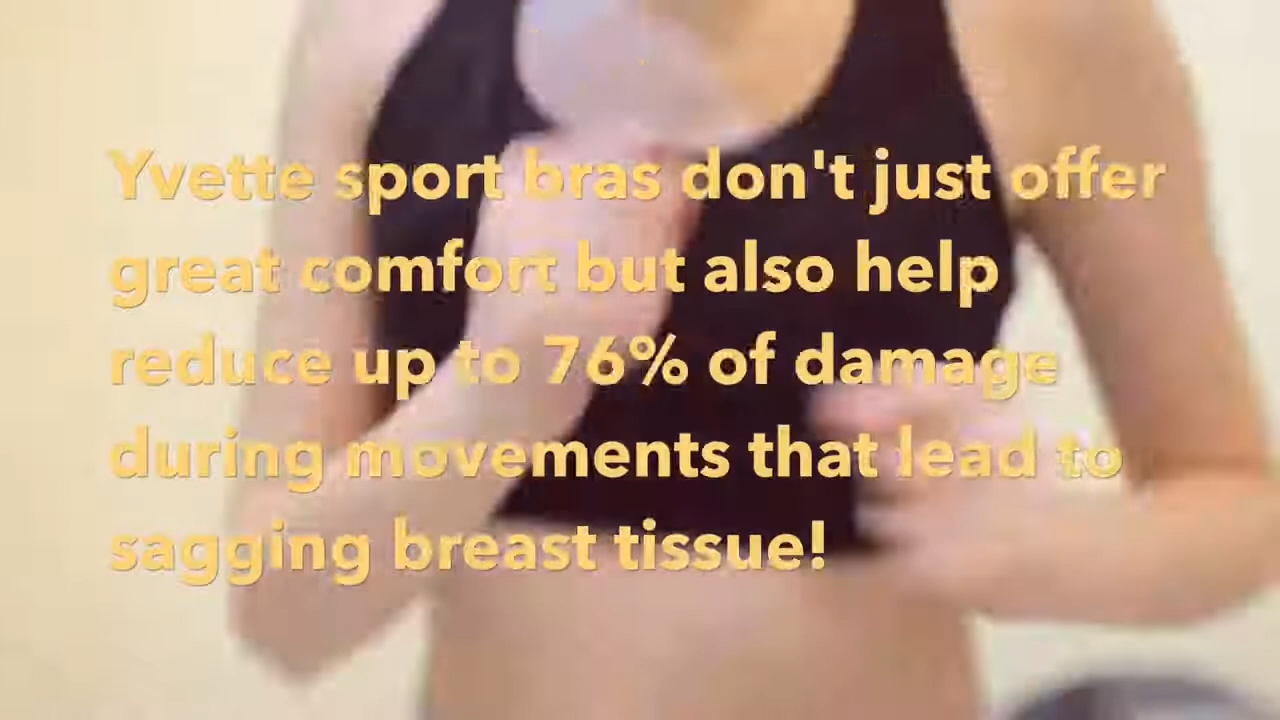 Yvette sport bras don't just offer
great comfort but also help
reduce up to 76% of damage
during movements that lead to
sagging breast tissue!